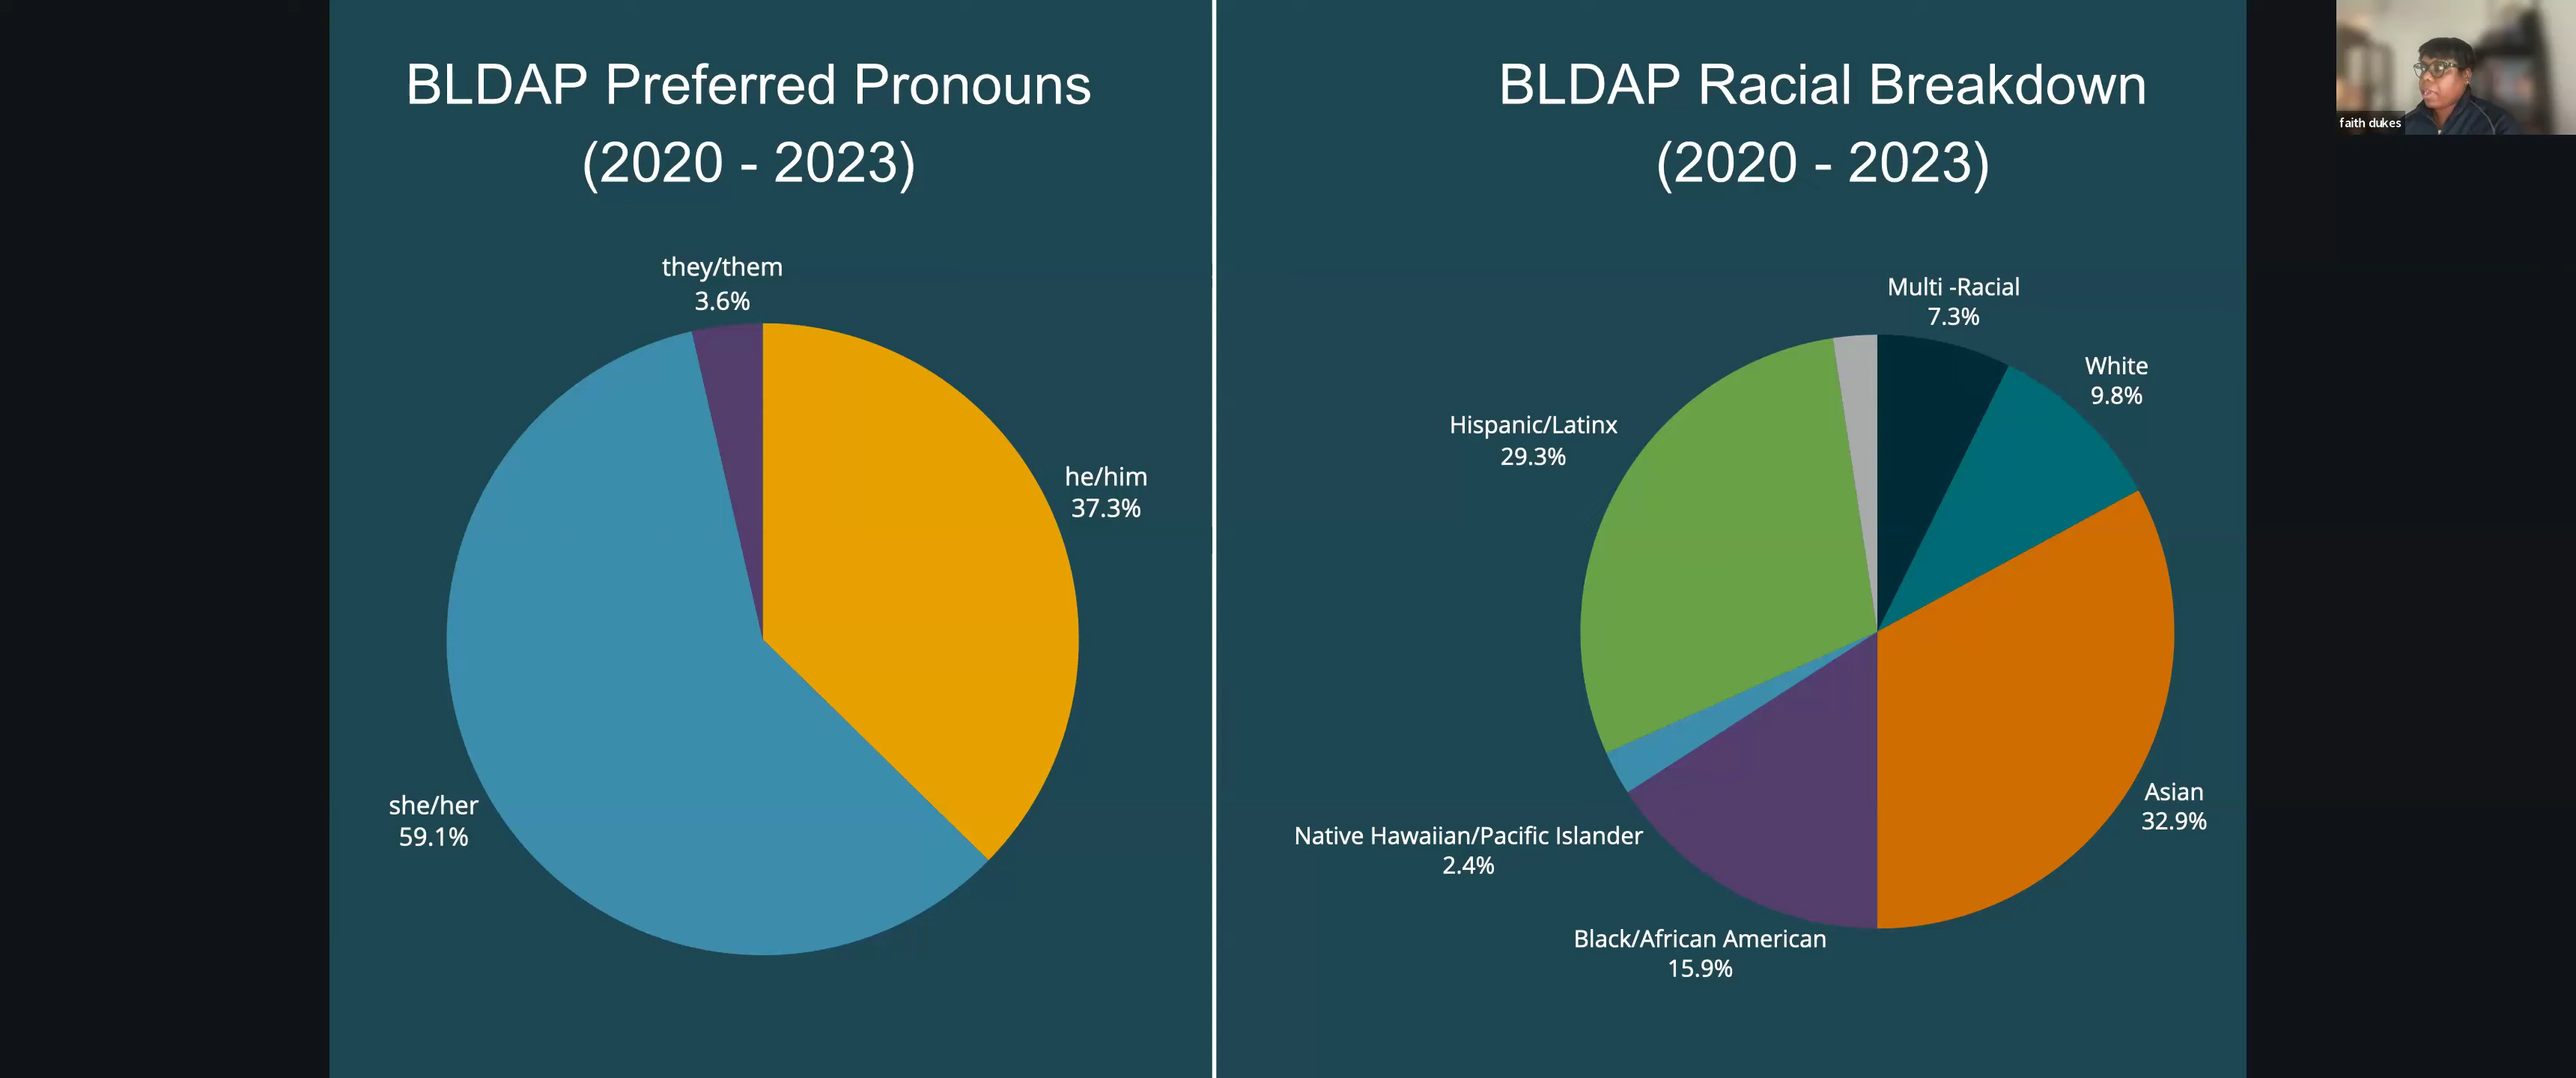 BLDAP Preferred Pronouns
(2020 - 2023)
they/them
3.6%
he/him
37.3%
she/her
59.1%
BLDAP Racial Breakdown
(2020 - 2023)
Multi -Racial
7.3%
White
9.8%
Hispanic/Latinx
29.3%
Asian
32.9%
Native Hawaiian/Pacific Islander
2.4%
Black/African American
15.9%
faith dukes